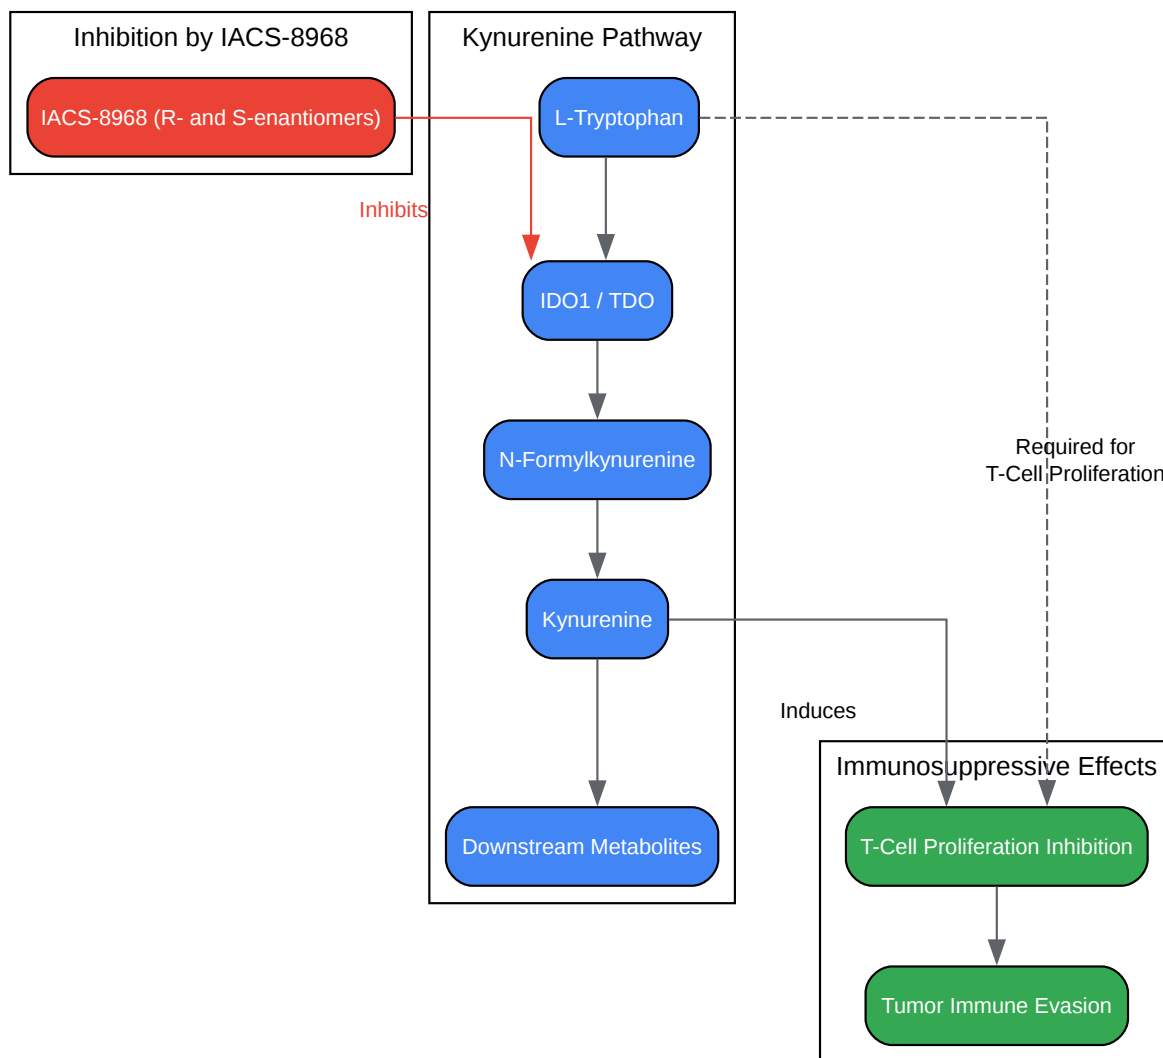 Inhibition by IACS-8968
Kynurenine Pathway
IACS-8968 (R- and S-enantiomers)
L-Tryptophan
Inhibits
IDO1 / TDO
N-Formylkynurenine
Required for
T-Cell Proliferation
Kynurenine
Induces
Immunosuppressive Effects
Downstream Metabolites
T-Cell Proliferation Inhibition
Tumor Immune Evasion